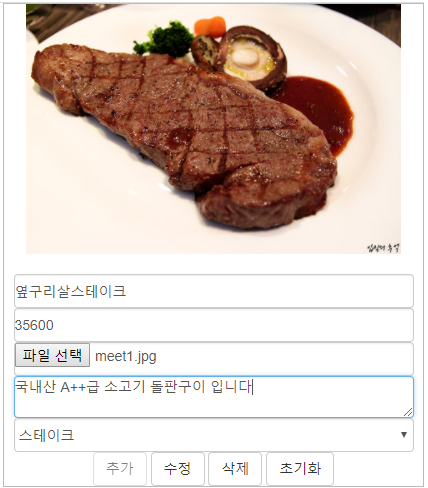 옆구리살스테이크
35600
파일 선택 meet1.jpg
국내산 A++급 소고기 돌판구이 입니다
스테이크
추가 수정 삭제 초기화